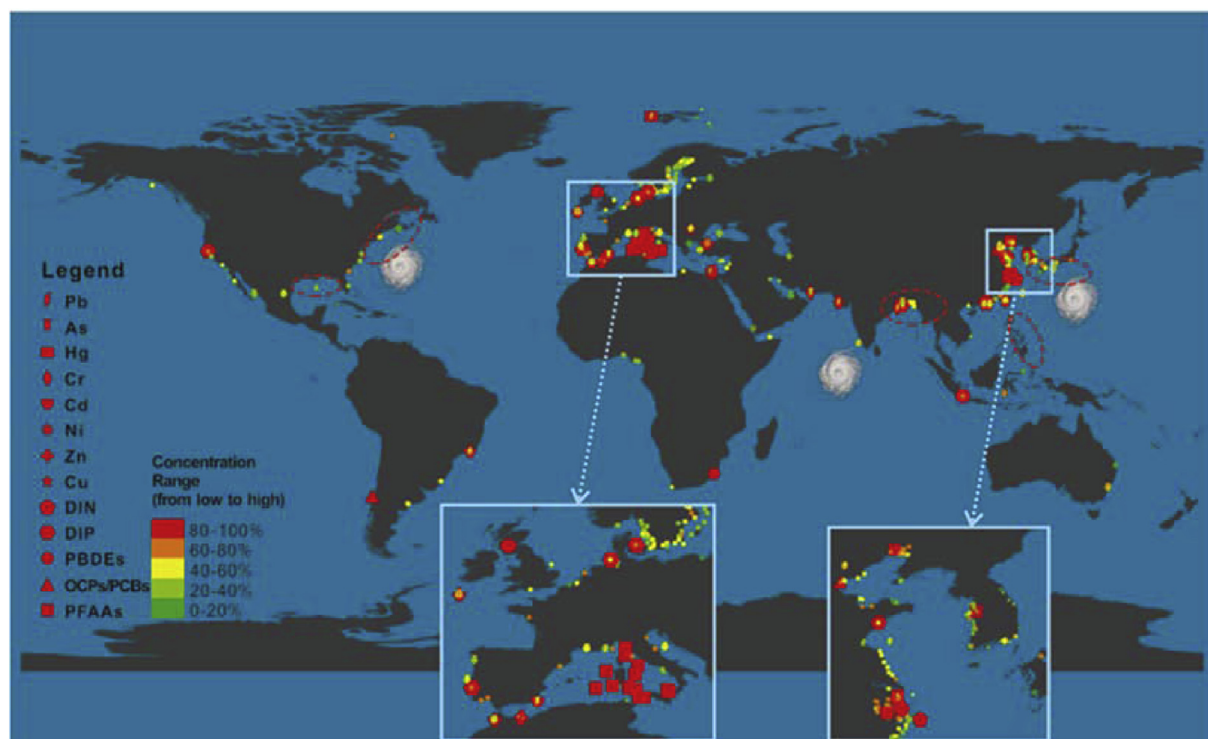 Legend
Pb
As
Hg
Cr
Cd
Ni
Zn
Cu
DIN
DIP
PBDEs
OCPs/PCBs
PFAAs
Concentration
Range
(from low to high)
80-100%
60-80%
40-60%
20-40%
0-20%